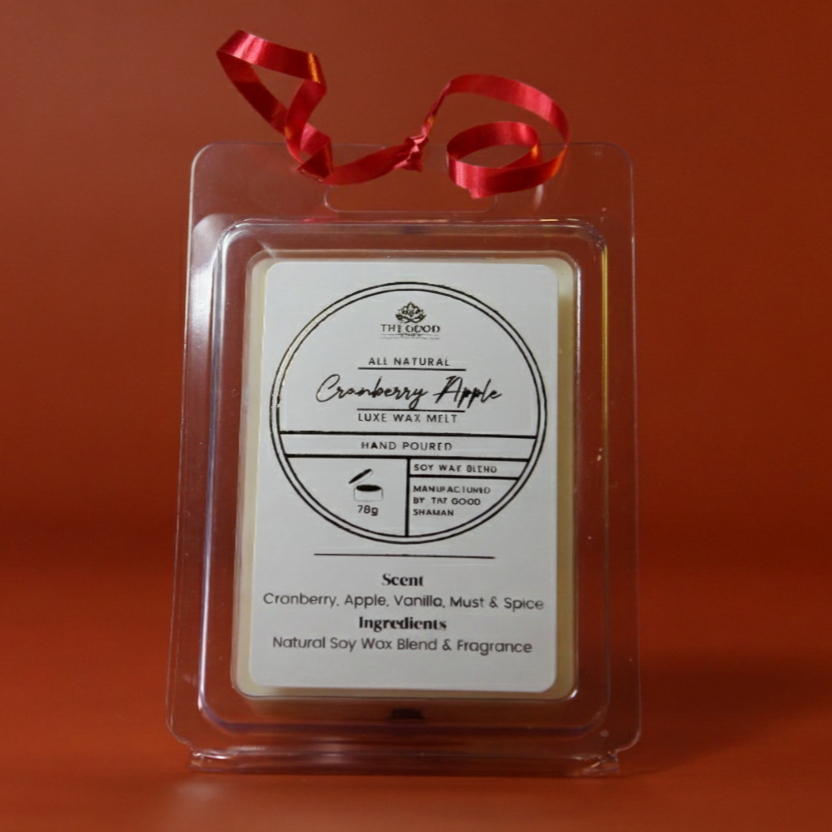 THE GOOD
ALL NATURAL
Cranberry Apple
LUXE WAX MELT
HAND POURED
78g
SOY WAX BLEND
MANUFACTURED
BY THE GOOD
SHAMAN
Scent
Cranberry, Apple, Vanilla, Must & Spice
Ingredients
Natural Soy Wax Blend & Fragrance